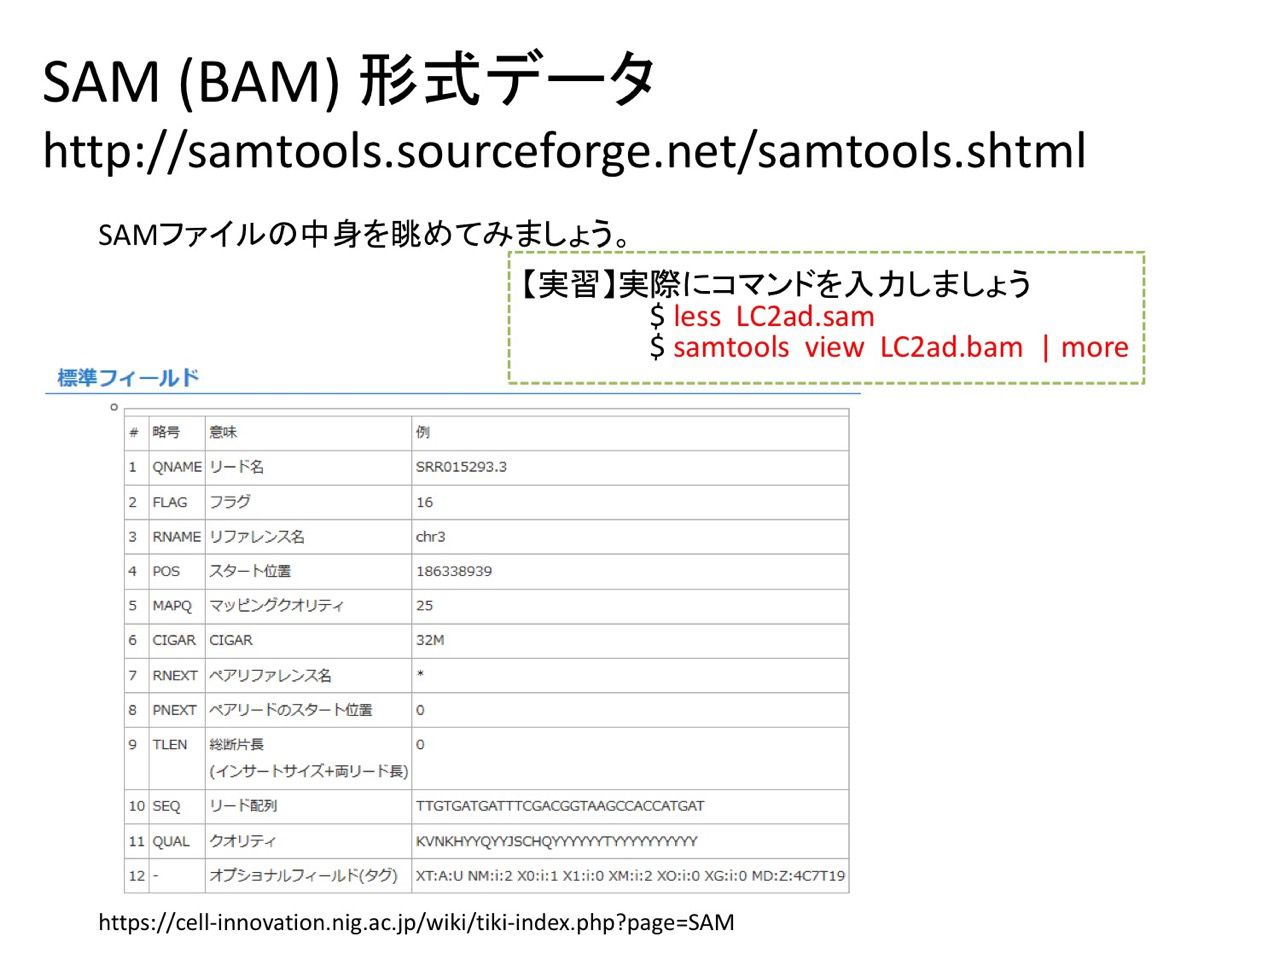 SAM (BAM) 形式データ
http://samtools.sourceforge.net/samtools.shtml
SAMファイルの中身を眺めてみましょう。
【実習】実際にコマンドを入力しましょう
$ less LC2ad.sam
$ samtools view LC2ad.bam | more
標準フィールド
# 略号 意味 例
1 QNAME リード名 SRR015293.3
2 FLAG フラグ 16
3 RNAME リファレンス名 chr3
4 POS スタート位置 186338939
5 MAPQ マッピングクオリティ 25
6 CIGAR CIGAR 32M
7 RNEXT ペアリファレンス名 *
8 PNEXT ペアリードのスタート位置 0
9 TLEN 総断片長 0
(インサートサイズ+両リード長)
10 SEQ リード配列 TTGTGATGATTTCGACGGTAAGCCACCATGAT
11 QUAL クオリティ KVNKHYYQYYJSCHQYYYYYYTYYYYYYYYYY
12 - オプショナルフィールド(タグ) XT:A:U NM:i:2 X0:i:1 X1:i:0 XM:i:2 XO:i:0 XG:i:0 MD:Z:4C7T19
https://cell-innovation.nig.ac.jp/wiki/tiki-index.php?page=SAM